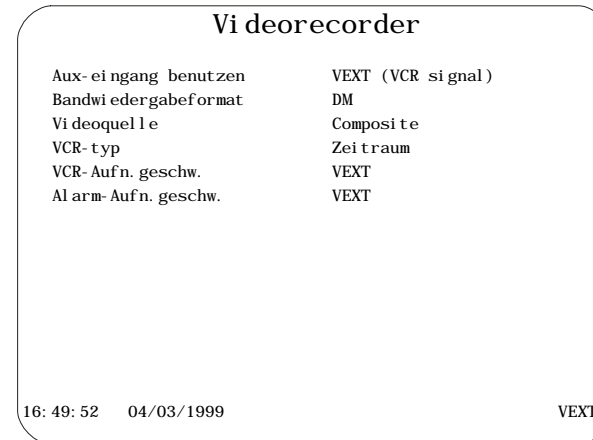 Videorecorder
Aux-eingang benutzen VEXT (VCR signal)
Bandwiedergabeformat DM
Videoquelle Composite
VCR-typ Zeitraum
VCR-Aufn.geschw. VEXT
Alarm-Aufn.geschw. VEXT
16:49:52 04/03/1999 VEXT